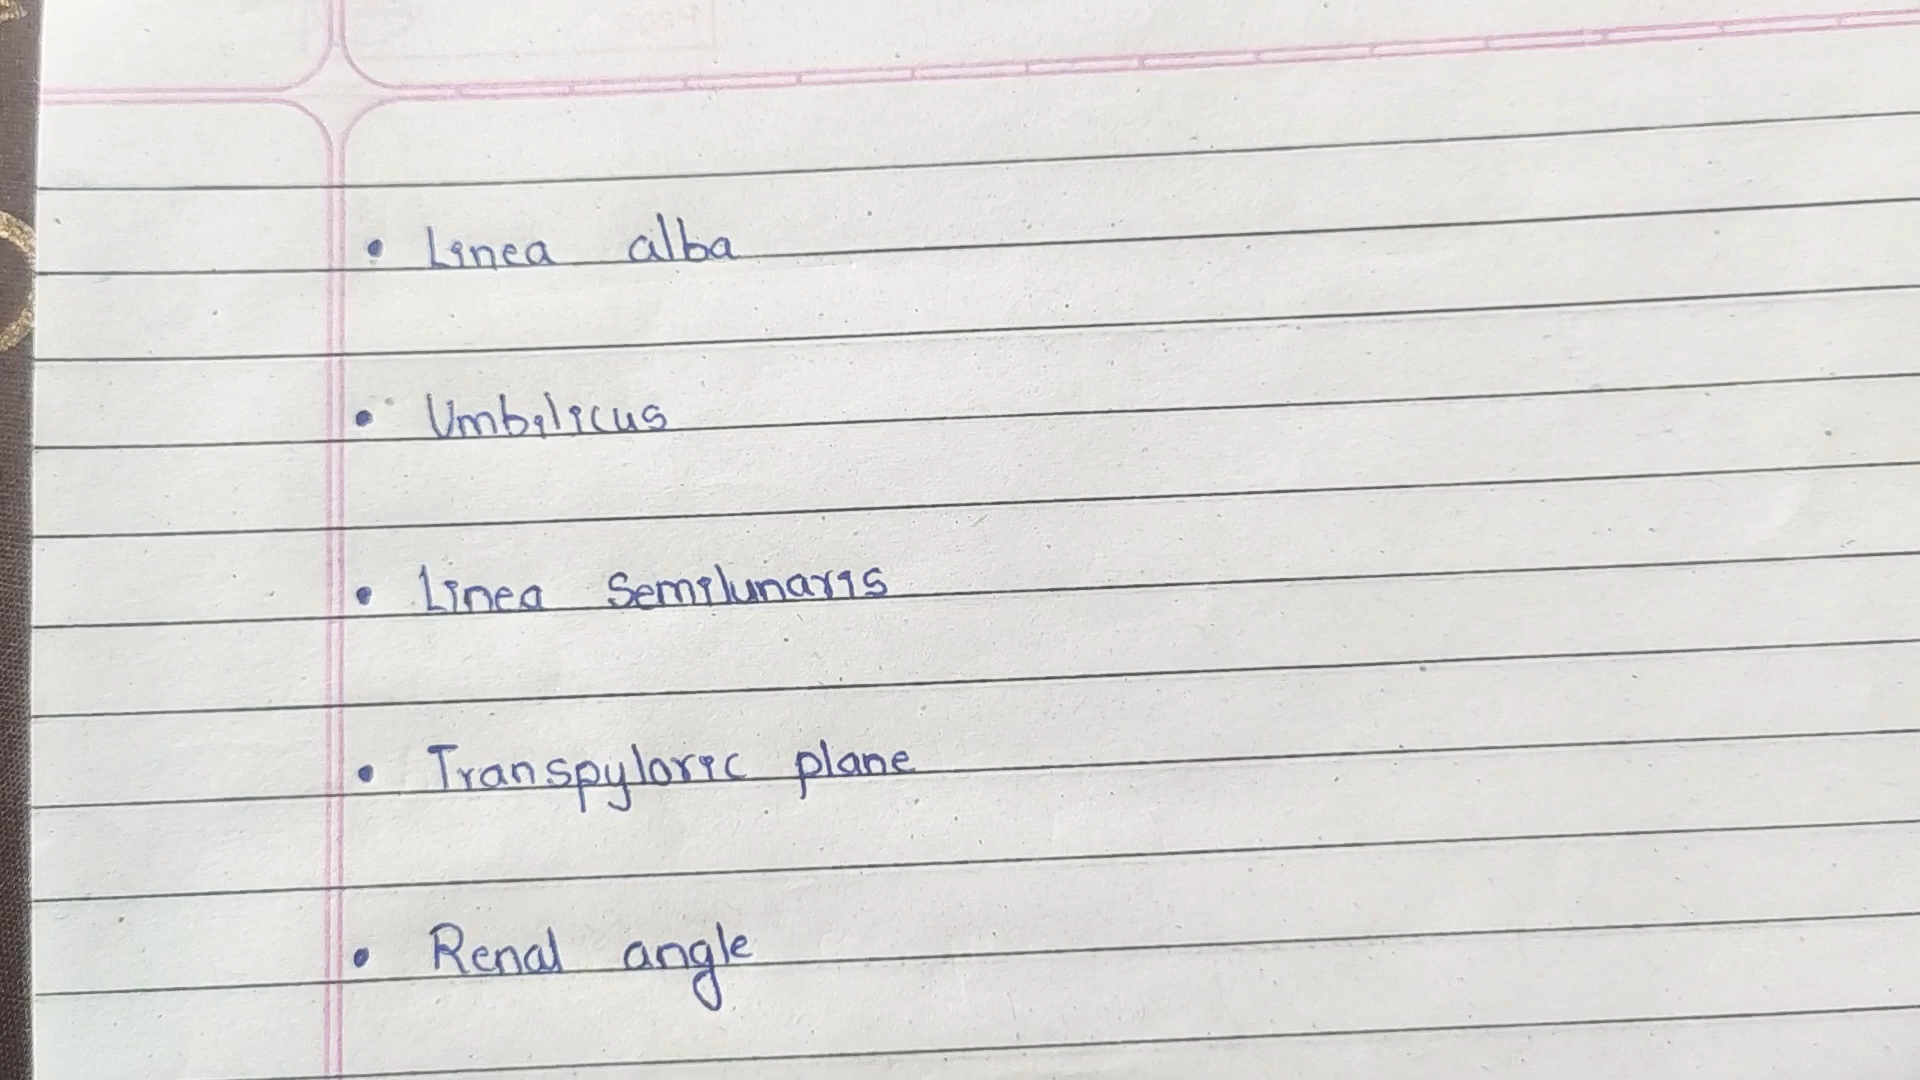 • Linea alba
• Umbilicus
• Linea Semilunaris
• Transpyloric plane
• Renal angle